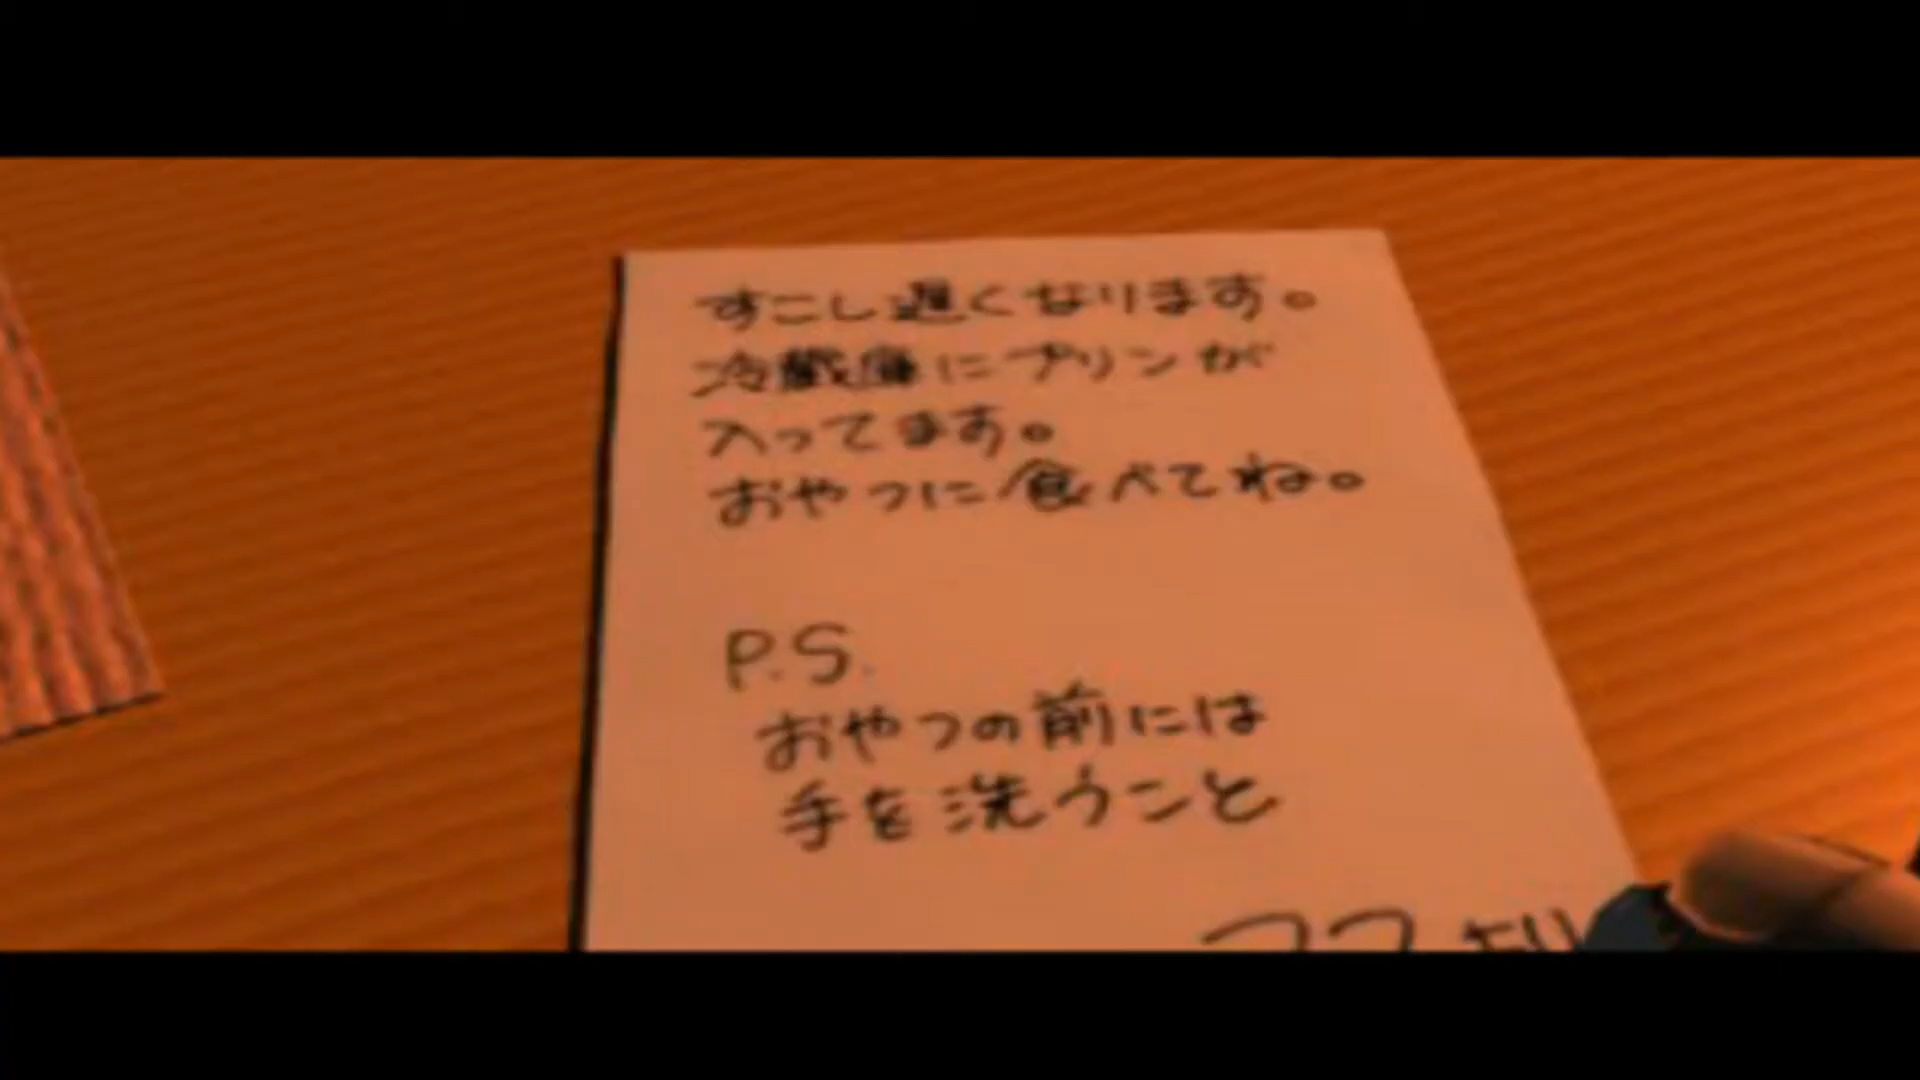 すこし遅くなります。
冷蔵庫にプリンが
入ってます。
おやつに食べてね。
P.S.
おやつの前には
手を洗うこと
より